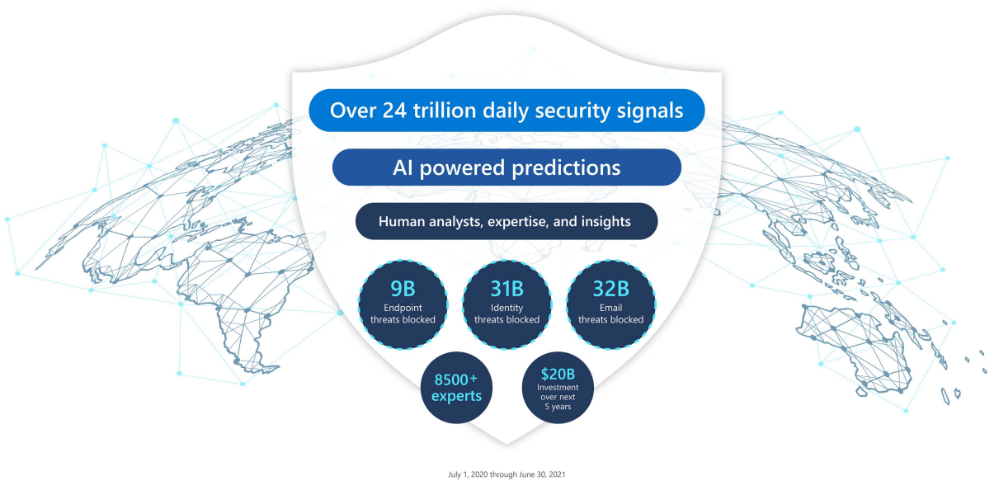 Over 24 trillion daily security signals
AI powered predictions
Human analysts, expertise, and insights
9B
Endpoint
threats blocked
31B
Identity
threats blocked
32B
Email
threats blocked
8500+
experts
$20B
Investment
over next
5 years
July 1, 2020 through June 30, 2021